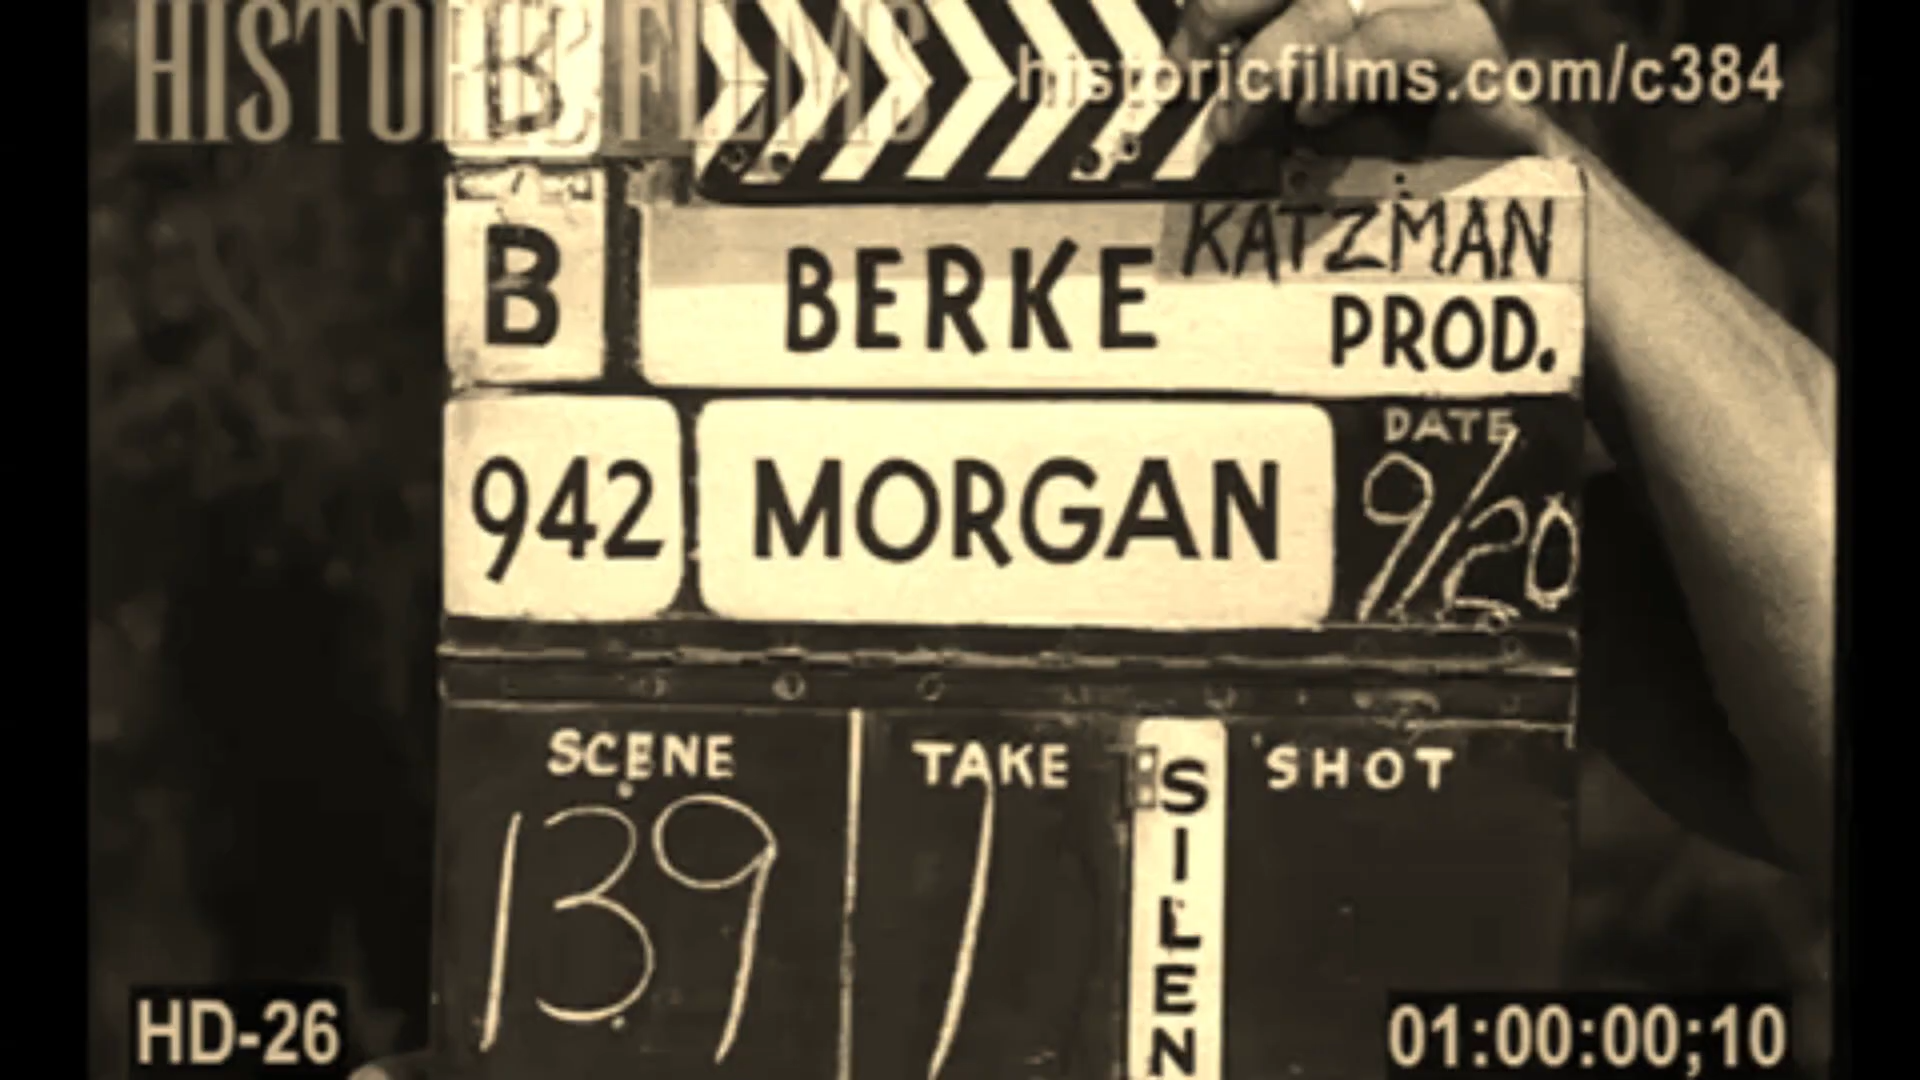 HISTORIC FILMS
historicfilms.com/c384
B
B
BERKE
KATZMAN
PROD.
942
MORGAN
DATE
9/20
SCENE
TAKE
SHOT
139
1
SILEN
HD-26
01:00:00;10